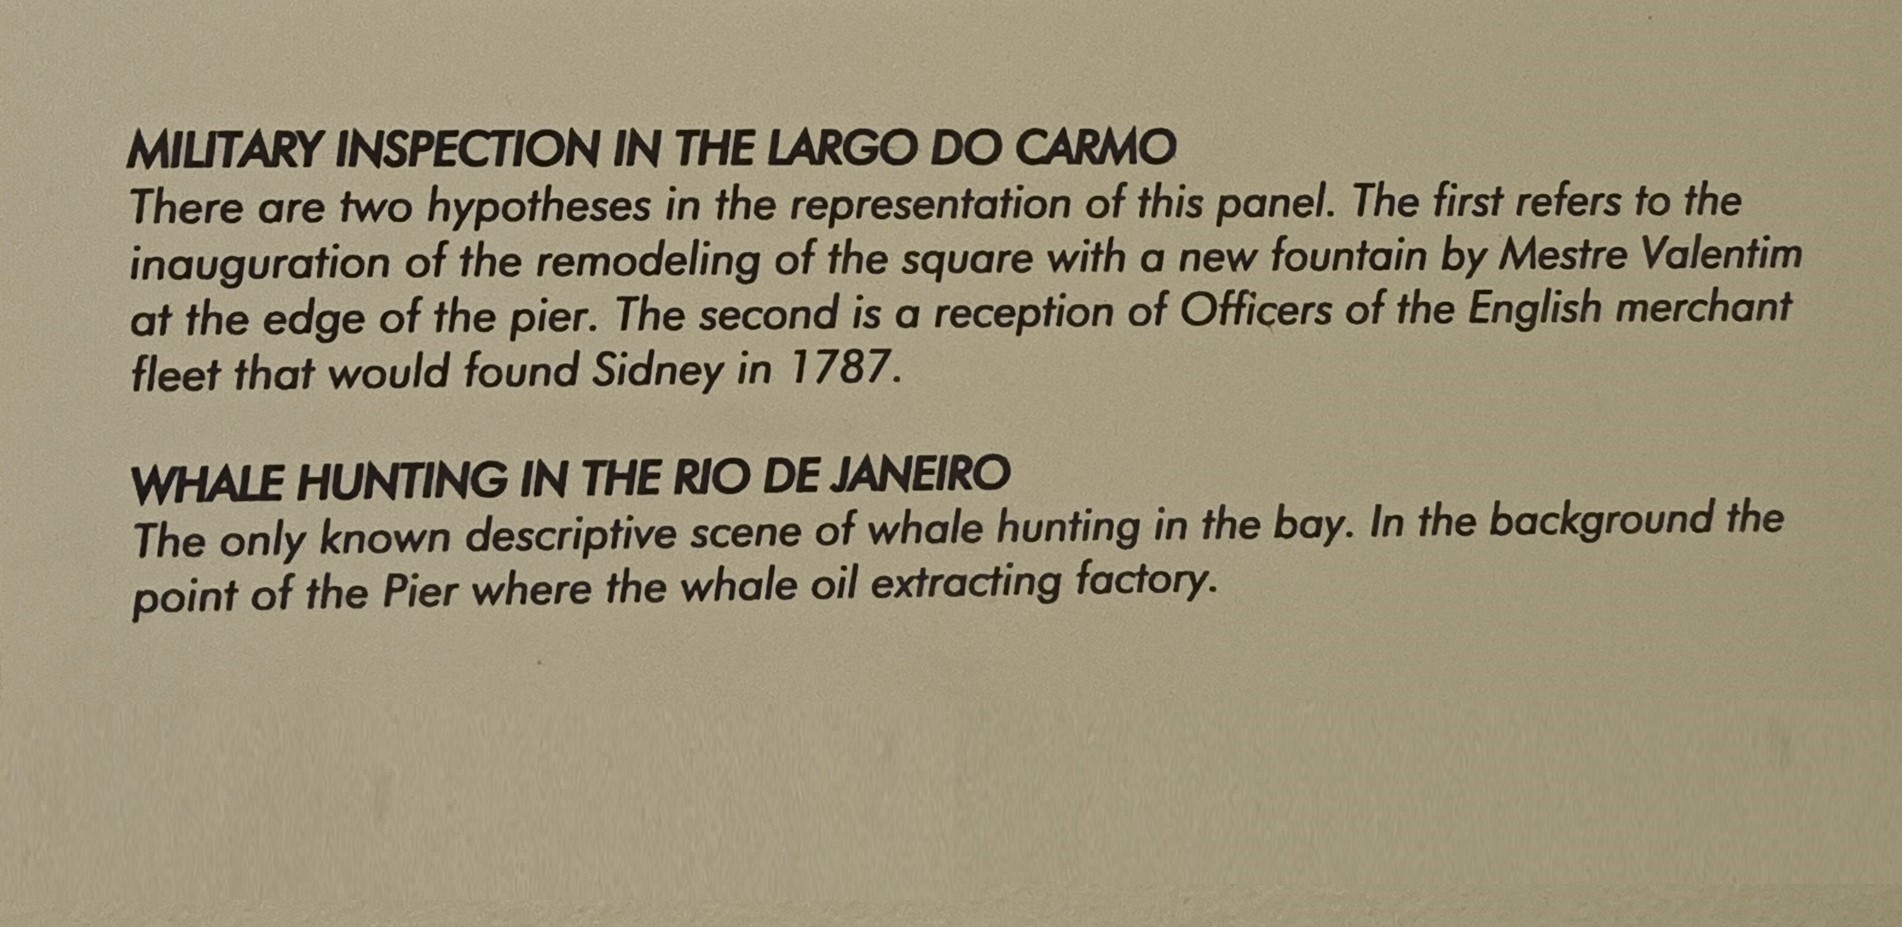 MILITARY INSPECTION IN THE LARGO DO CARMO
There are two hypotheses in the representation of this panel. The first refers to the
inauguration of the remodeling of the square with a new fountain by Mestre Valentim
at the edge of the pier. The second is a reception of Officers of the English merchant
fleet that would found Sidney in 1787.
WHALE HUNTING IN THE RIO DE JANEIRO
The only known descriptive scene of whale hunting in the bay. In the background the
point of the Pier where the whale oil extracting factory.